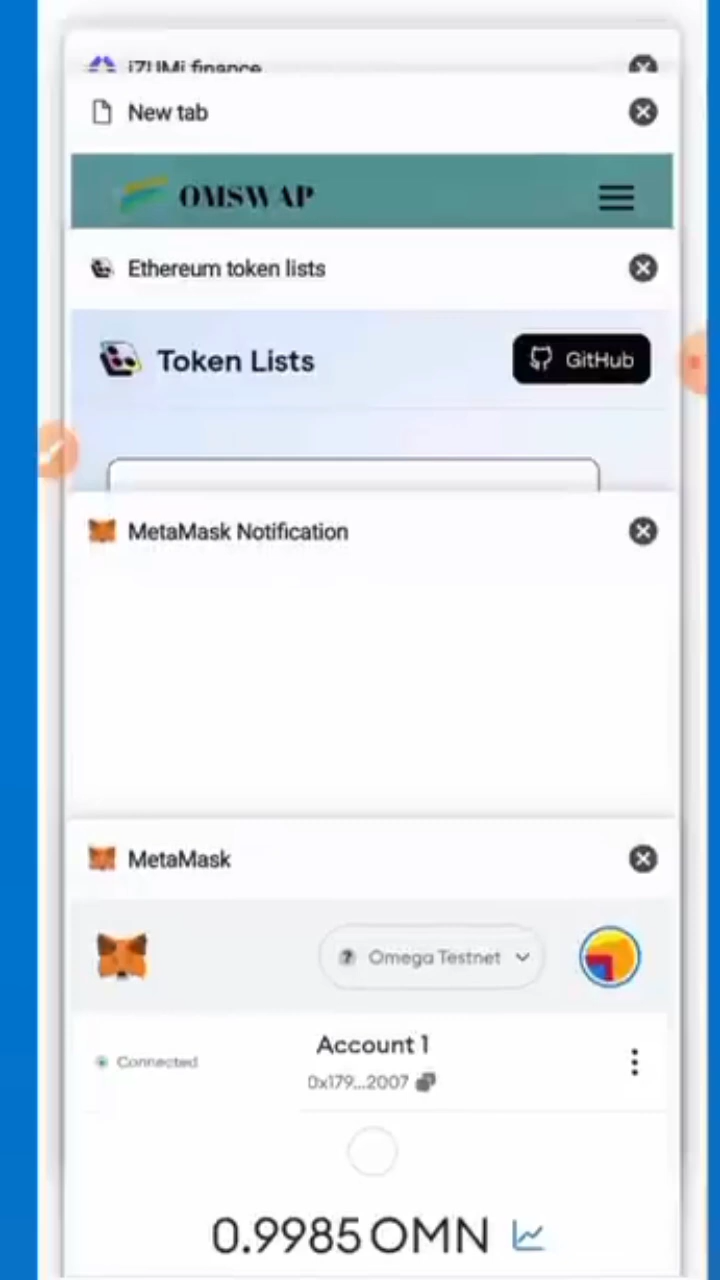 iZUMi finance
New tab
OMSWAP
Ethereum token lists
Token Lists
GitHub
MetaMask Notification
MetaMask
Omega Testnet
Account 1
Connected
0x179...2007
0.9985 OMN